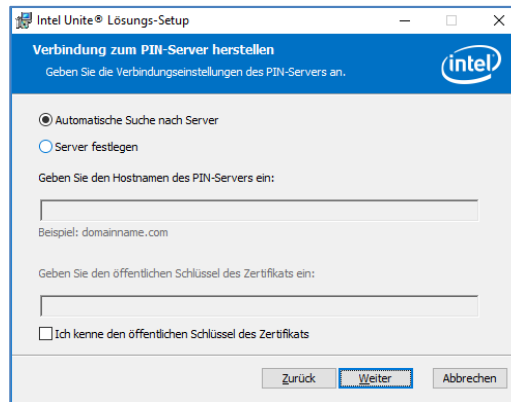 Intel Unite® Lösungs-Setup
Verbindung zum PIN-Server herstellen
Geben Sie die Verbindungseinstellungen des PIN-Servers an.
intel
Automatische Suche nach Server
Server festlegen
Geben Sie den Hostnamen des PIN-Servers ein:
Beispiel: domainname.com
Geben Sie den öffentlichen Schlüssel des Zertifikats ein:
Ich kenne den öffentlichen Schlüssel des Zertifikats
Zurück Weiter Abbrechen